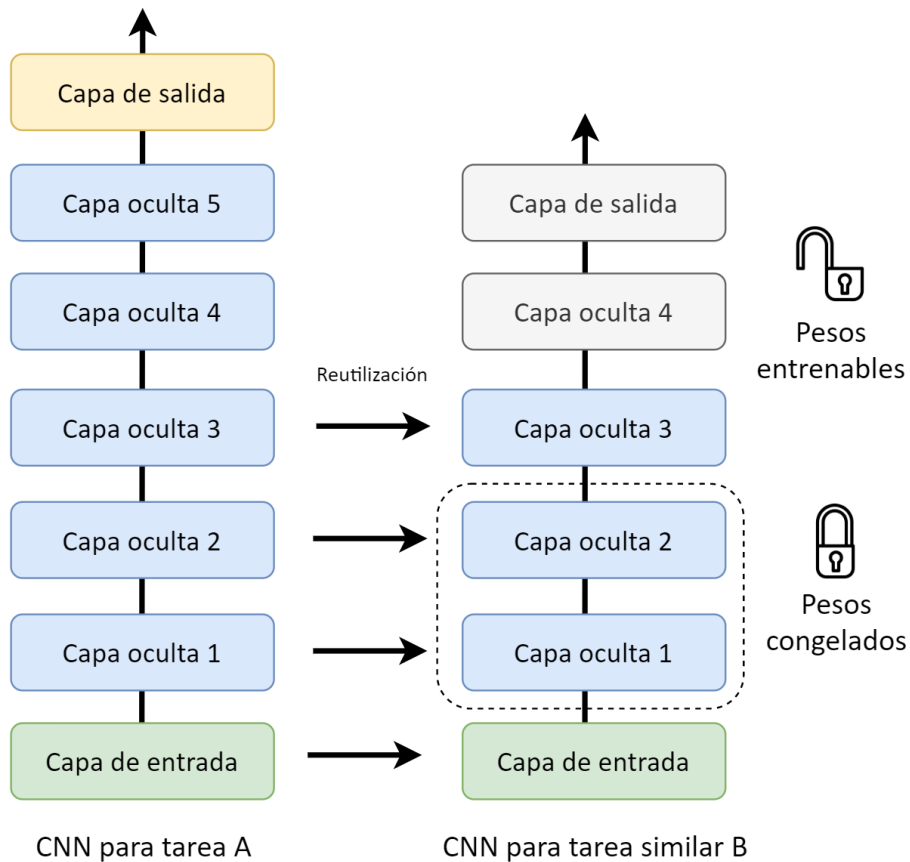 Capa de salida
Capa oculta 5
Capa oculta 4
Capa oculta 3
Capa oculta 2
Capa oculta 1
Capa de entrada
CNN para tarea A
Reutilización
Capa de salida
Capa oculta 4
Capa oculta 3
Capa oculta 2
Capa oculta 1
Capa de entrada
CNN para tarea similar B
Pesos
entrenables
Pesos
congelados